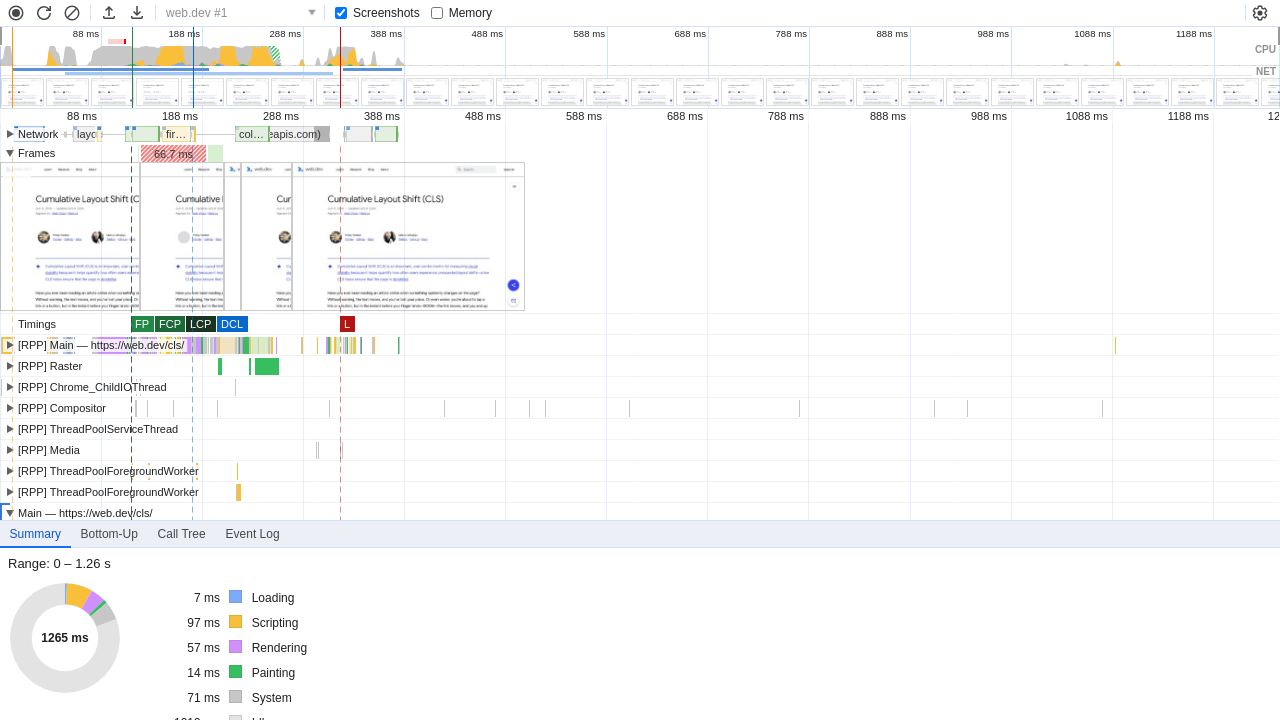 web.dev #1 Screenshots Memory
88 ms 188 ms 288 ms 388 ms 488 ms 588 ms 688 ms 788 ms 888 ms 988 ms 1088 ms 1188 ms
CPU
NET
88 ms 188 ms 288 ms 388 ms 488 ms 588 ms 688 ms 788 ms 888 ms 988 ms 1088 ms 1188 ms 12
Network layc fir… col… eapis.com)
Frames 66.7 ms
web.dev web.dev
Cumulative Layout Shift (C Cumulative I Cur Cumulative Layout Shift (CLS)
Timings FP FCP LCP DCL L
[RPP] Main — https://web.dev/cls/
[RPP] Raster
[RPP] Chrome_ChildIOThread
[RPP] Compositor
[RPP] ThreadPoolServiceThread
[RPP] Media
[RPP] ThreadPoolForegroundWorker
[RPP] ThreadPoolForegroundWorker
Main — https://web.dev/cls/
Summary Bottom-Up Call Tree Event Log
Range: 0 – 1.26 s
1265 ms
7 ms Loading
97 ms Scripting
57 ms Rendering
14 ms Painting
71 ms System